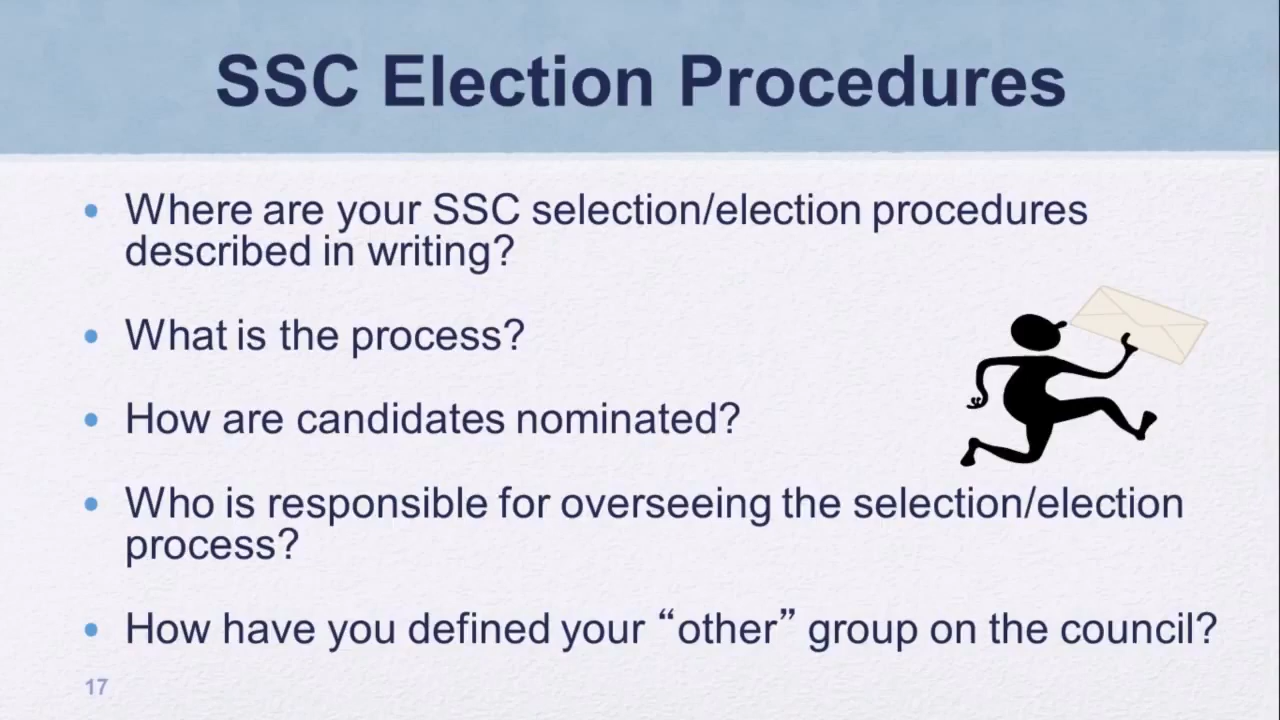 SSC Election Procedures
• Where are your SSC selection/election procedures
described in writing?
• What is the process?
• How are candidates nominated?
• Who is responsible for overseeing the selection/election
process?
• How have you defined your “other” group on the council?
17